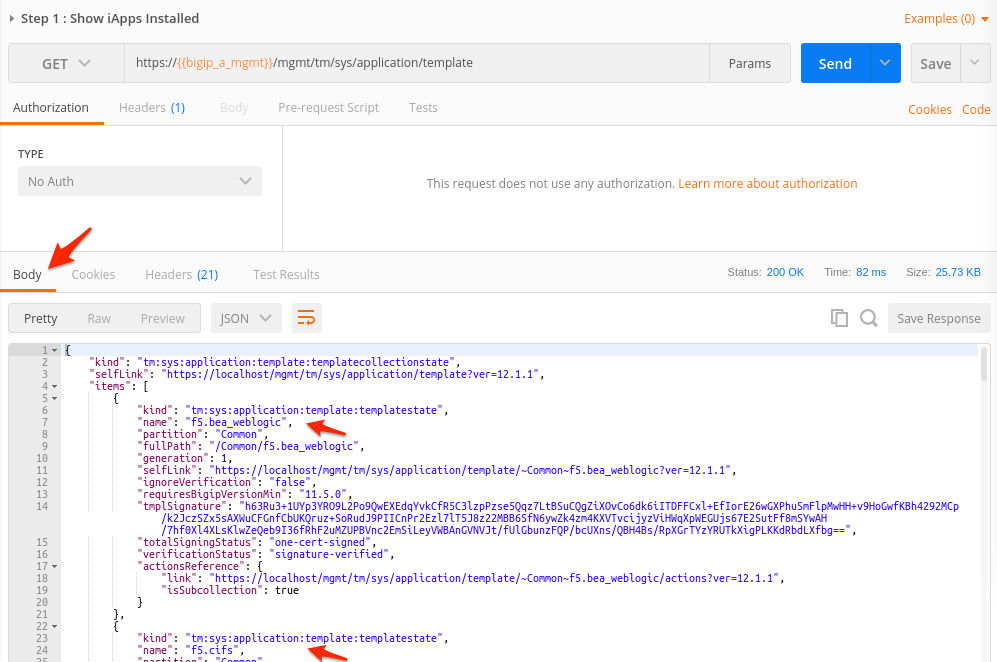 Step 1 : Show iApps Installed
Examples (0)
GET
https://{{bigip_a_mgmt}}/mgmt/tm/sys/application/template
Params
Send
Save
Authorization
Headers (1)
Body
Pre-request Script
Tests
Cookies
Code
TYPE
No Auth
This request does not use any authorization. Learn more about authorization
Body
Cookies
Headers (21)
Test Results
Status: 200 OK
Time: 82 ms
Size: 25.73 KB
Pretty
Raw
Preview
JSON
Save Response
1 {
2 "kind": "tm:sys:application:template:templatecollectionstate",
3 "selfLink": "https://localhost/mgmt/tm/sys/application/template?ver=12.1.1",
4 "items": [
5 {
6 "kind": "tm:sys:application:template:templatestate",
7 "name": "f5.bea_weblogic",
8 "partition": "Common",
9 "fullPath": "/Common/f5.bea_weblogic",
10 "generation": 1,
11 "selfLink": "https://localhost/mgmt/tm/sys/application/template/~Common~f5.bea_weblogic?ver=12.1.1",
12 "ignoreVerification": "false",
13 "requiresBigipVersionMin": "11.5.0",
14 "tmplSignature": "h63Ru3+1UYp3YRO9L2Po9QwEXEdqYvkCfR5C3lzpPzse5Qqz7LtBSuCQgZiXOvCo6dk6iITDFFCxl+EfIorE26wGXPhuSmFlpMwHH+v9HoGwfKBh4292MCp
/k2JczSZx5sAXWuCFGnfCbUKQruz+SoRudJ9PIICnPr2Ezl7lT5J8z22MBB6SfN6ywZk4zm4KXVTvcijyzViHWqXpWEGUjs67E2SutFf8mSYwAH
/7hf0Xl4XLsKlwZeQeb9I36fRhF2uMZUPBVnc2EmSiLeyVWBAnGVNVJt/fUlGbunzFQP/bcUXns/QBH4Bs/RpXGrTYzYRUTkXigPLKKdRbdLXfbg==",
15 "totalSigningStatus": "one-cert-signed",
16 "verificationStatus": "signature-verified",
17 "actionsReference": {
18 "link": "https://localhost/mgmt/tm/sys/application/template/~Common~f5.bea_weblogic/actions?ver=12.1.1",
19 "isSubcollection": true
20 }
21 },
22 {
23 "kind": "tm:sys:application:template:templatestate",
24 "name": "f5.cifs",
25 "partition": "Common",